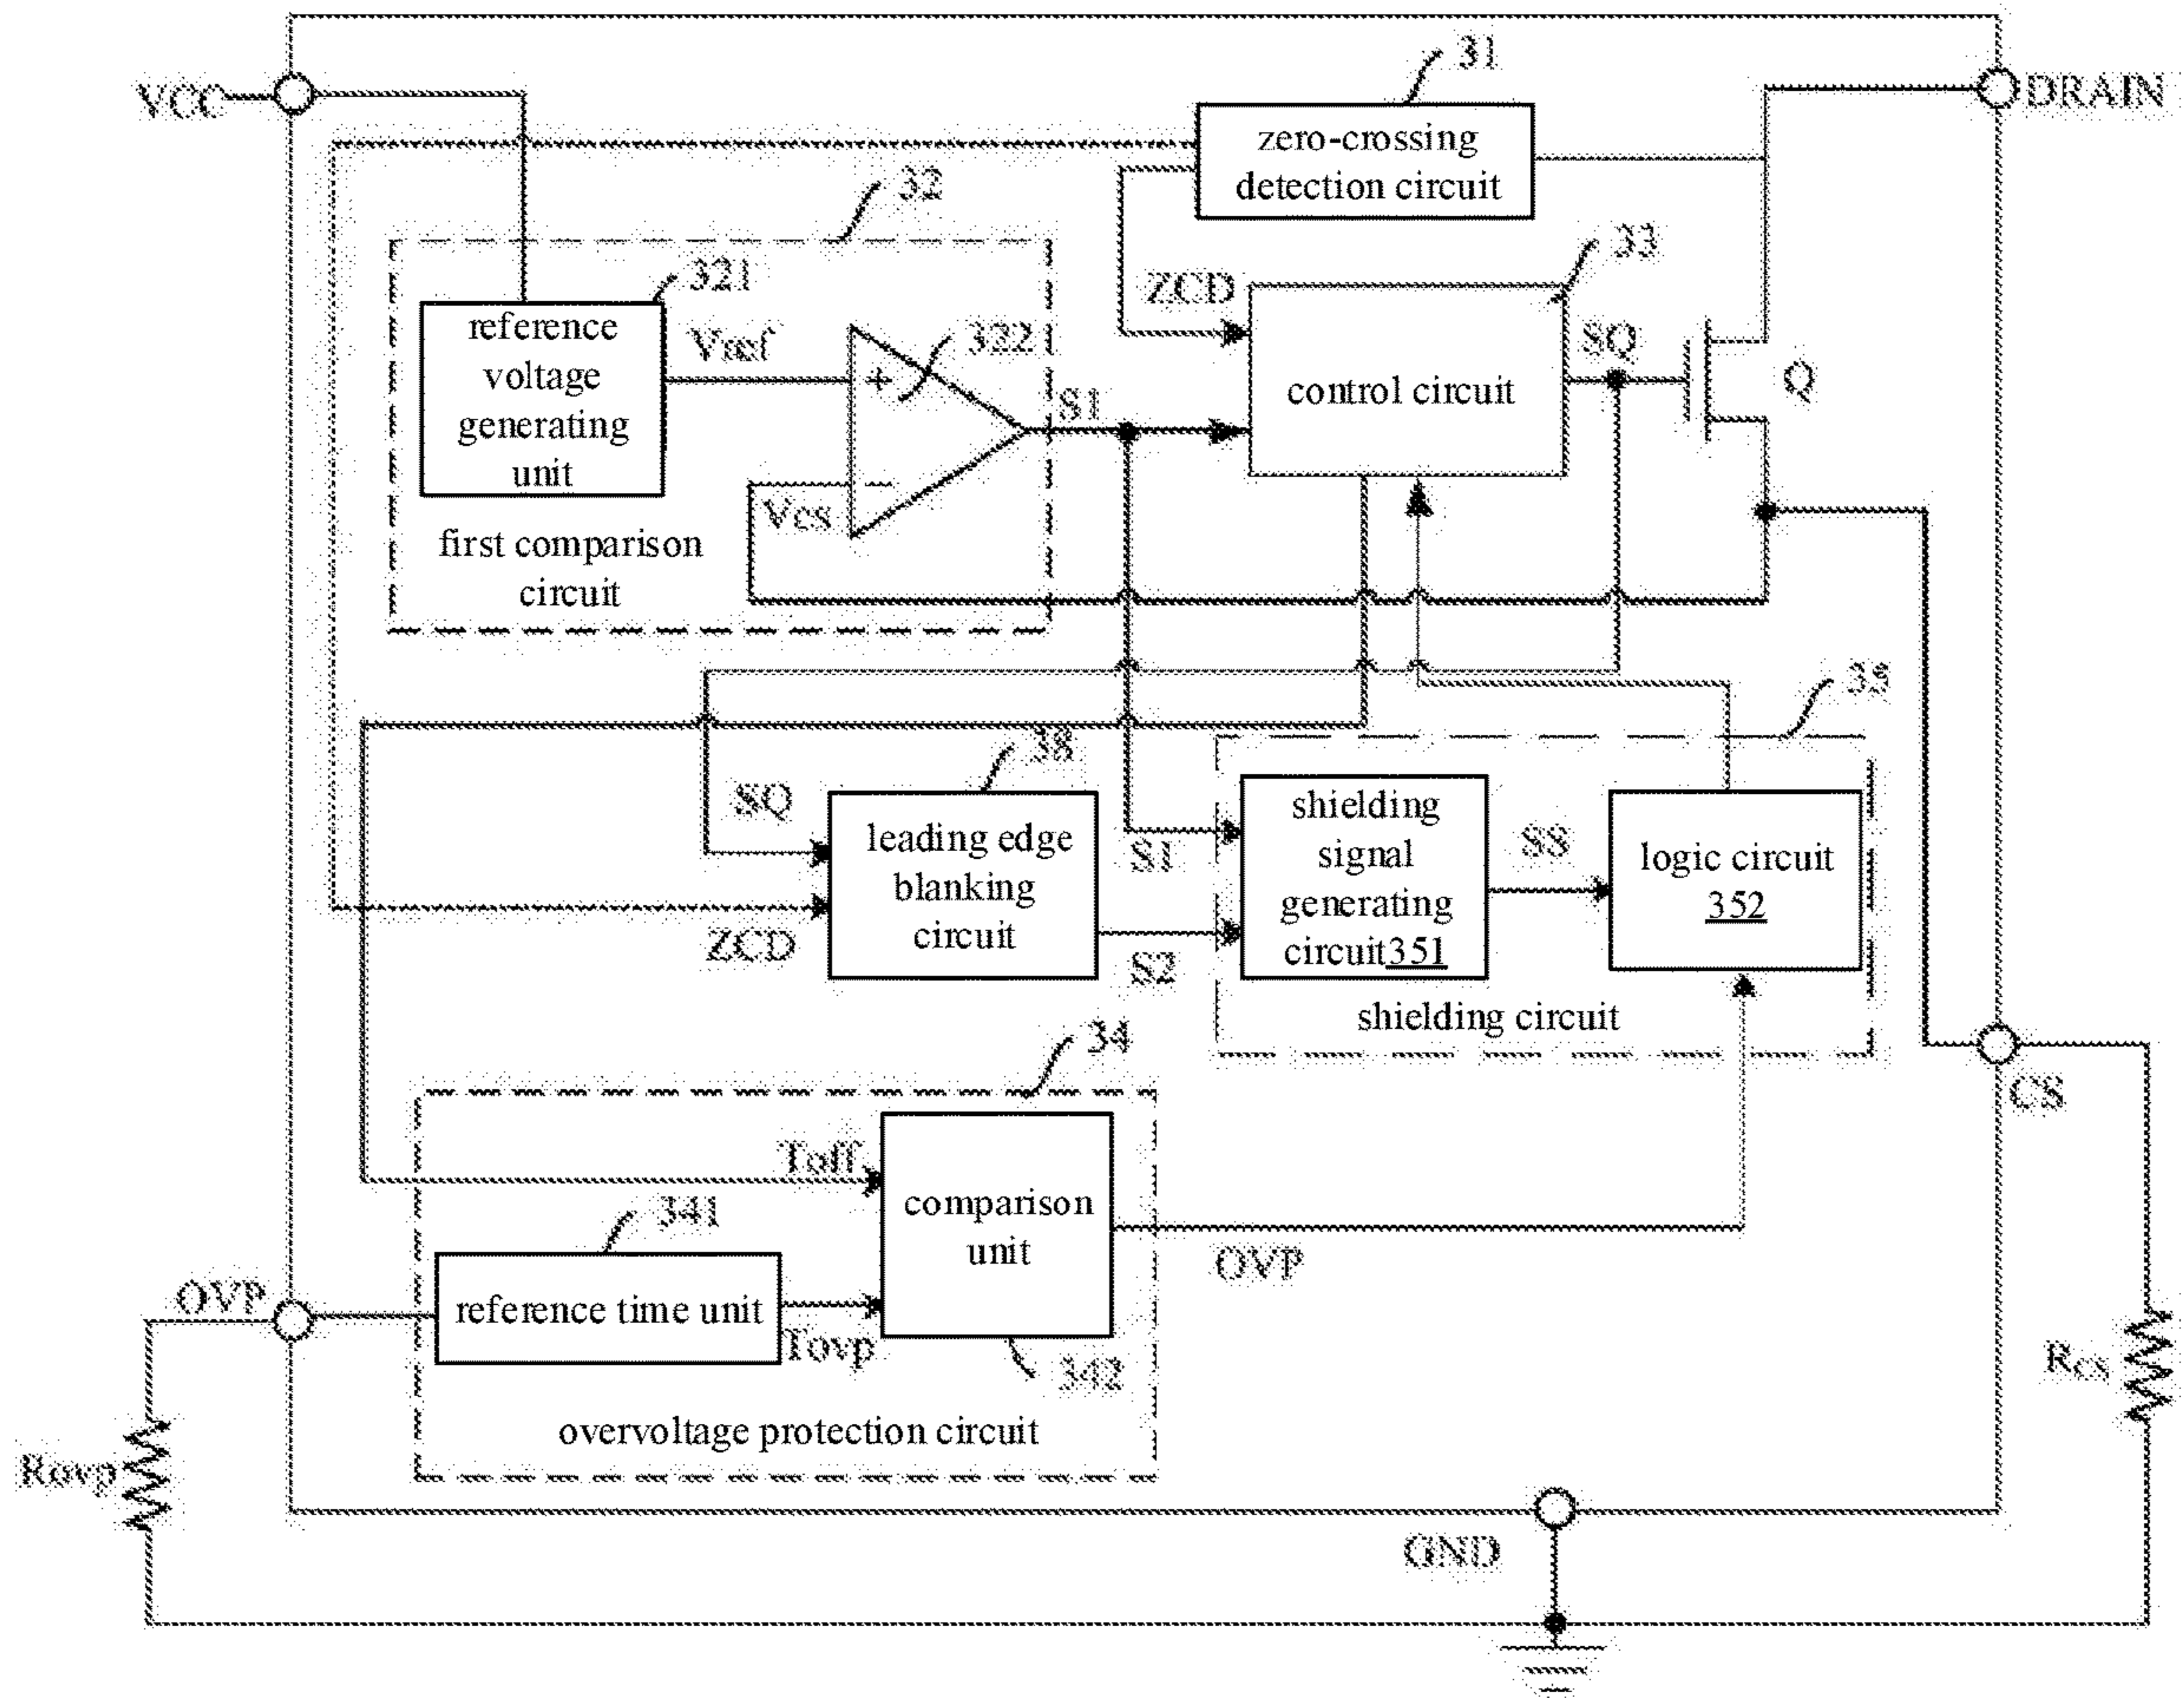 31
VCC
DRAIN
zero-crossing
detection circuit
32
33
321
ZCD
reference
voltage
generating
unit
Vref
322
SQ
+
S1
control circuit
Q
−
Vcs
first comparison
circuit
35
38
SQ
leading edge
blanking
circuit
ZCD
S1
S2
shielding
signal
generating
circuit351
SS
logic circuit
352
shielding circuit
34
CS
Toff
comparison
unit
341
OVP
OVP
reference time unit
Tovp
342
Rcs
overvoltage protection circuit
Rovp
GND